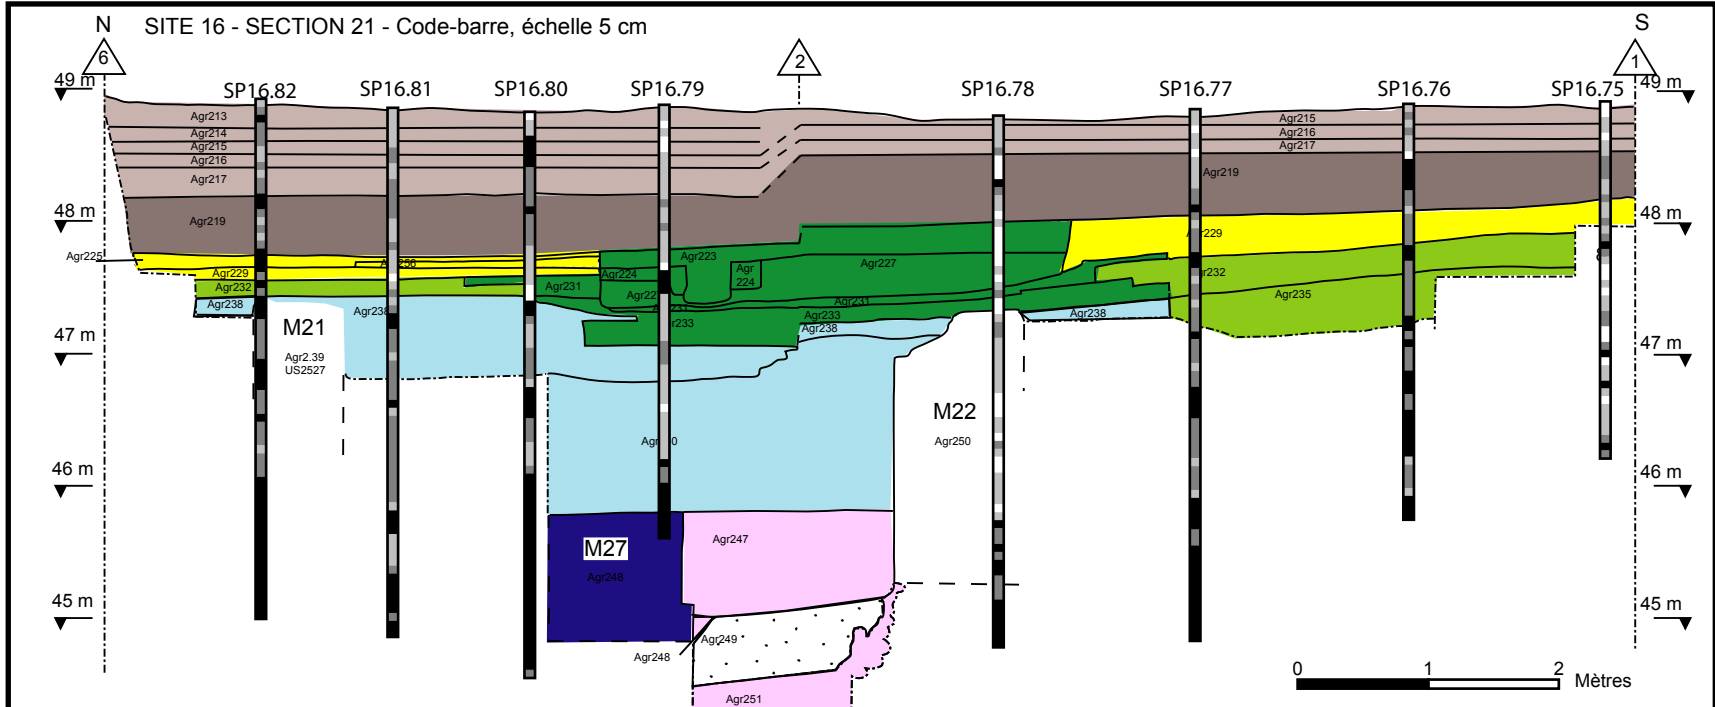 N SITE 16 - SECTION 21 - Code-barre, échelle 5 cm S
6 2 1
49 m SP16.82 SP16.81 SP16.80 SP16.79 SP16.78 SP16.77 SP16.76 SP16.75 49 m
Agr213 Agr215
Agr214 Agr216
Agr215 Agr217
Agr216
Agr217 Agr219
48 m Agr219 48 m
Agr225 Agr223 Agr229
Agr229 Agr224 Agr 224 Agr227 Agr232
Agr232 Agr231 Agr235
Agr238 Agr238 Agr233 Agr231
Agr233 Agr238 Agr238
M21
47 m Agr2.39 47 m
US2527
M22
Agr250
46 m 46 m
M27 Agr247
Agr248
45 m 45 m
Agr249
Agr248
0 1 2 Mètres
Agr251